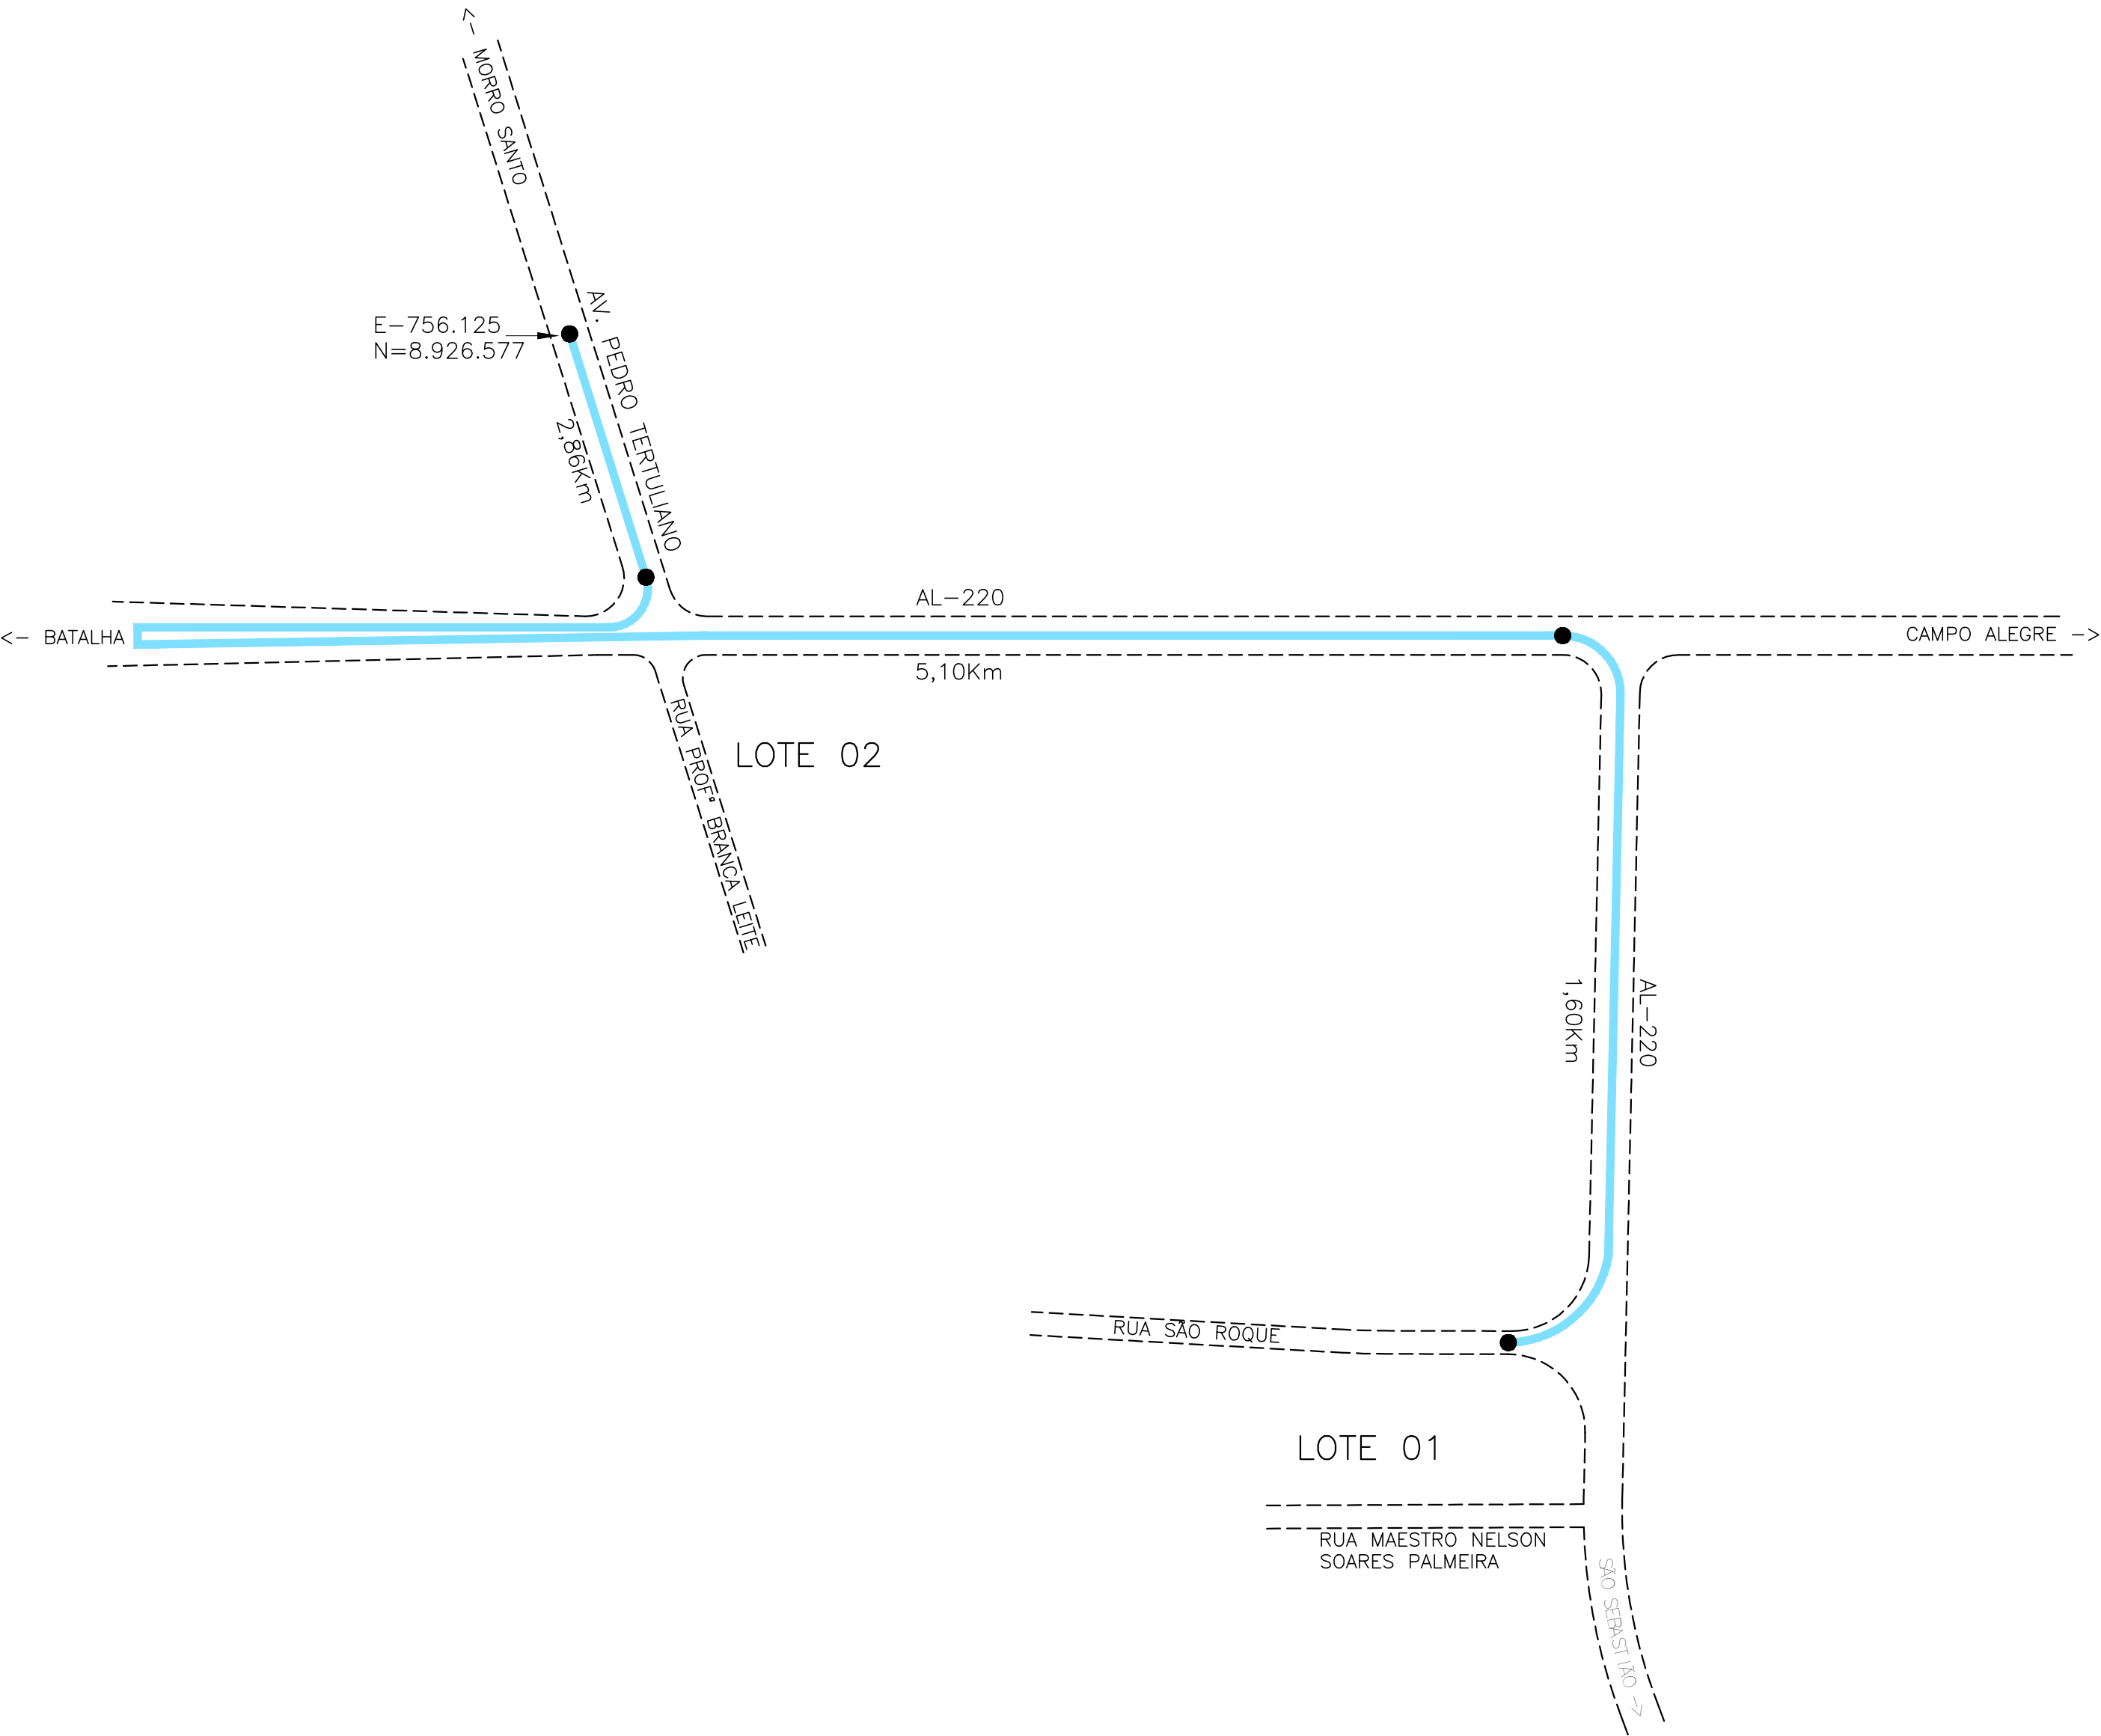 <- MORRO SANTO
E-756.125
N=8.926.577
AV. PEDRO TERTULIANO
2,86Km
AL-220
<- BATALHA
CAMPO ALEGRE ->
5,10Km
RUA PROFª BRANCA LEITE
LOTE 02
1,60Km
AL-220
RUA SÃO ROQUE
LOTE 01
RUA MAESTRO NELSON
SOARES PALMEIRA
SÃO SEBASTIÃO ->